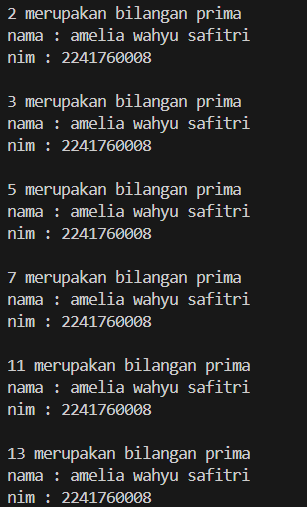 2 merupakan bilangan prima
nama : amelia wahyu safitri
nim : 2241760008
3 merupakan bilangan prima
nama : amelia wahyu safitri
nim : 2241760008
5 merupakan bilangan prima
nama : amelia wahyu safitri
nim : 2241760008
7 merupakan bilangan prima
nama : amelia wahyu safitri
nim : 2241760008
11 merupakan bilangan prima
nama : amelia wahyu safitri
nim : 2241760008
13 merupakan bilangan prima
nama : amelia wahyu safitri
nim : 2241760008